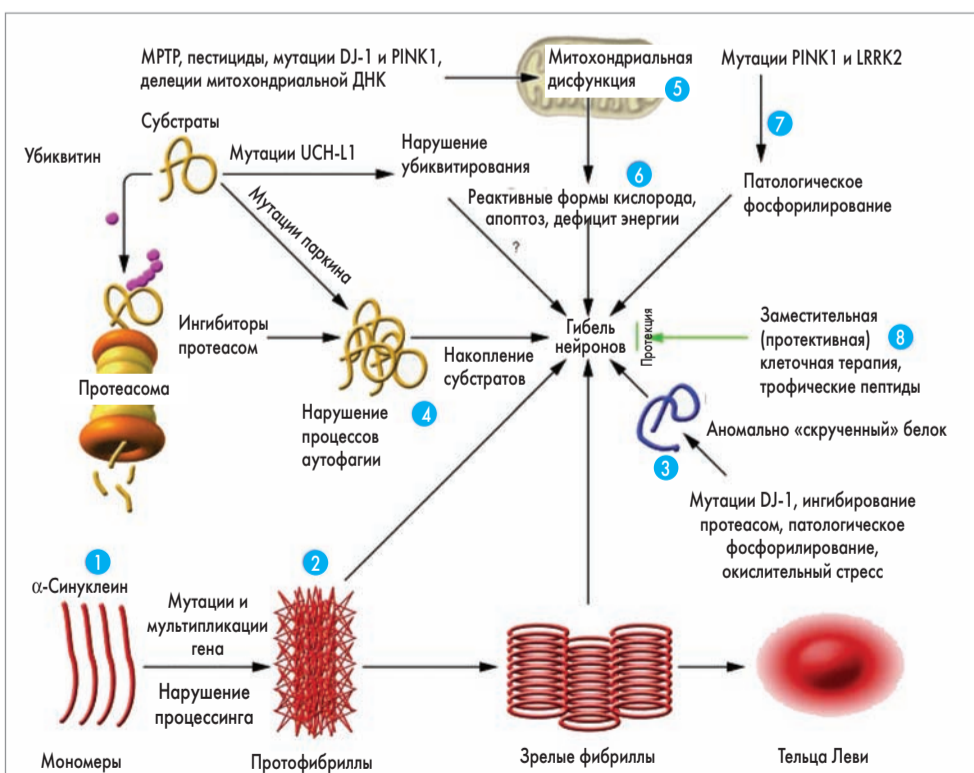 МРТР, пестициды, мутации DJ-1 и PINK1,
делеции митохондриальной ДНК
Митохондриальная
дисфункция
5
Мутации PINK1 и LRRK2
7
Субстраты
Убиквитин
Мутации UCH-L1
Нарушение
убиквитирования
6
Реактивные формы кислорода,
апоптоз, дефицит энергии
Патологическое
фосфорилирование
Мутации паркина
?
Ингибиторы
протеасом
Накопление
субстратов
Гибель
нейронов
Протекция
Заместительная
(протективная)
клеточная терапия,
трофические пептиды
8
Протеасома
Нарушение
процессов
аутофагии
4
Аномально «скрученный» белок
3
Мутации DJ-1, ингибирование
протеасом, патологическое
фосфорилирование,
окислительный стресс
1
α-Синуклеин
2
Мутации и
мультипликации
гена
Нарушение
процессинга
Мономеры
Протофибриллы
Зрелые фибриллы
Тельца Леви